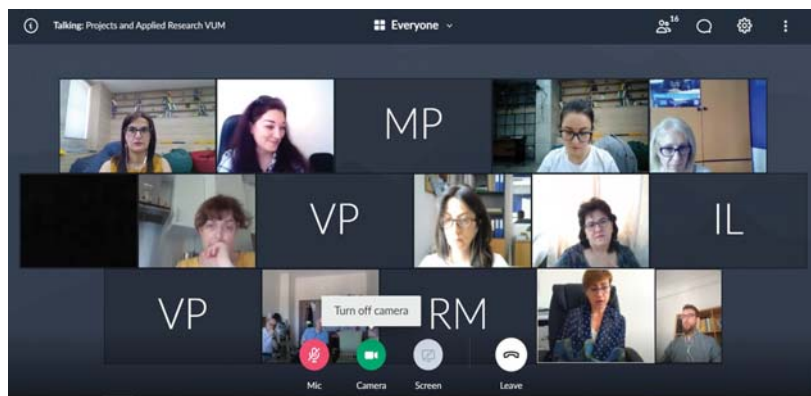 Talking: Projects and Applied Research VUM
Everyone
16
MP
VP
IL
VP
RM
Turn off camera
Mic
Camera
Screen
Leave